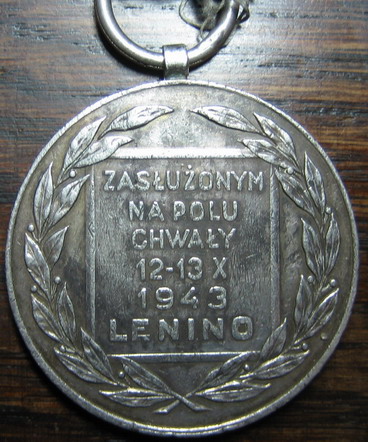 ZASŁUŻONYM
NA POLU
CHWAŁY
12-13 X
1943
LENINO